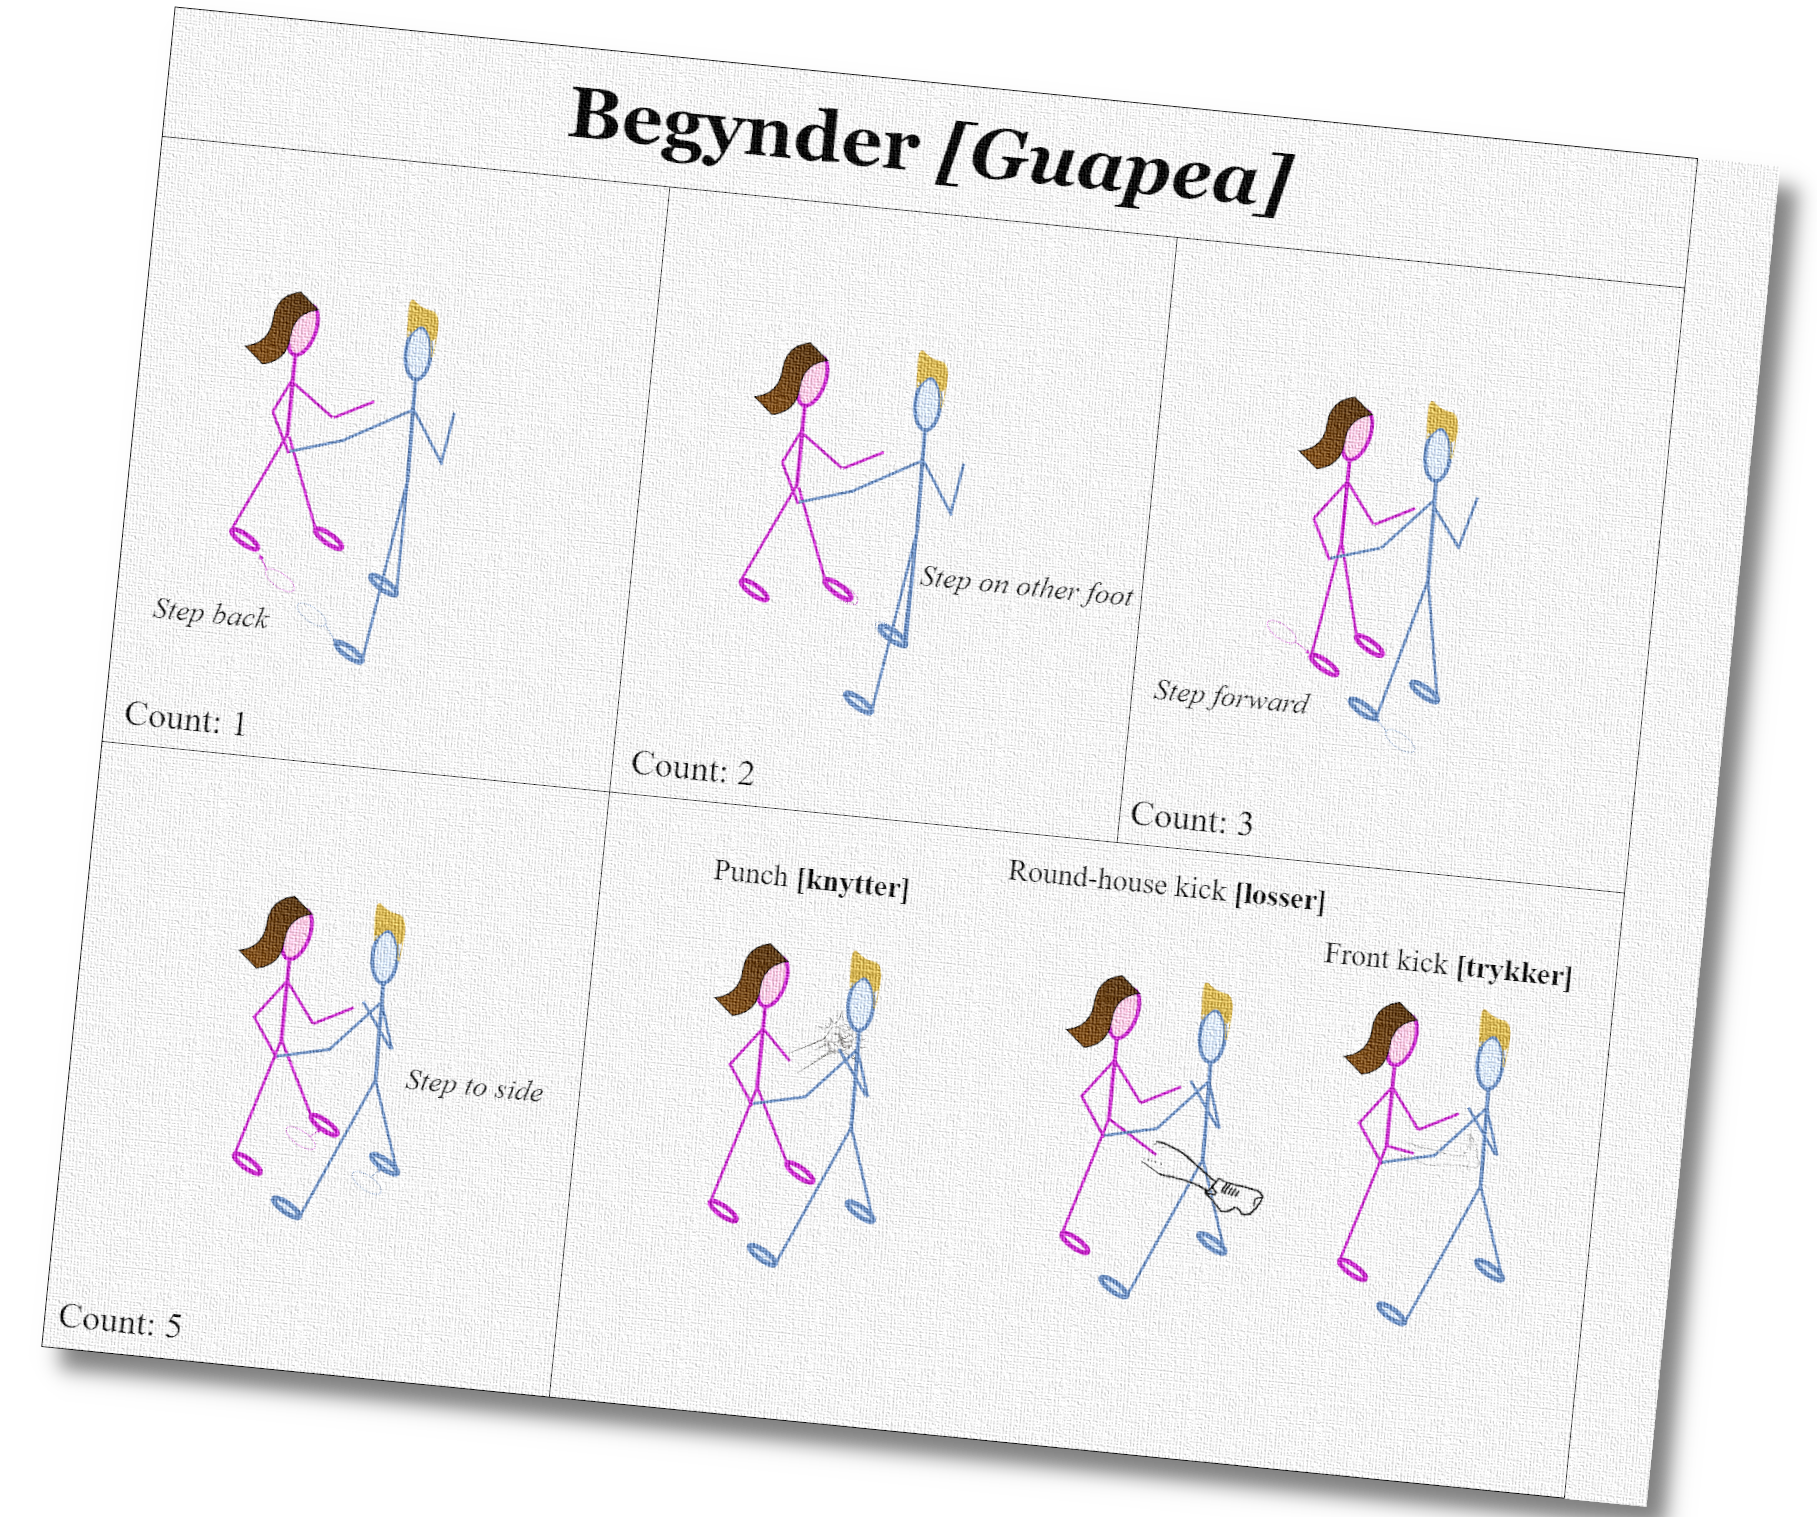 Begynder [Guapea]
Step back
Count: 1
Step on other foot
Count: 2
Step forward
Count: 3
Step to side
Count: 5
Punch [knytter]
Round-house kick [losser]
Front kick [trykker]